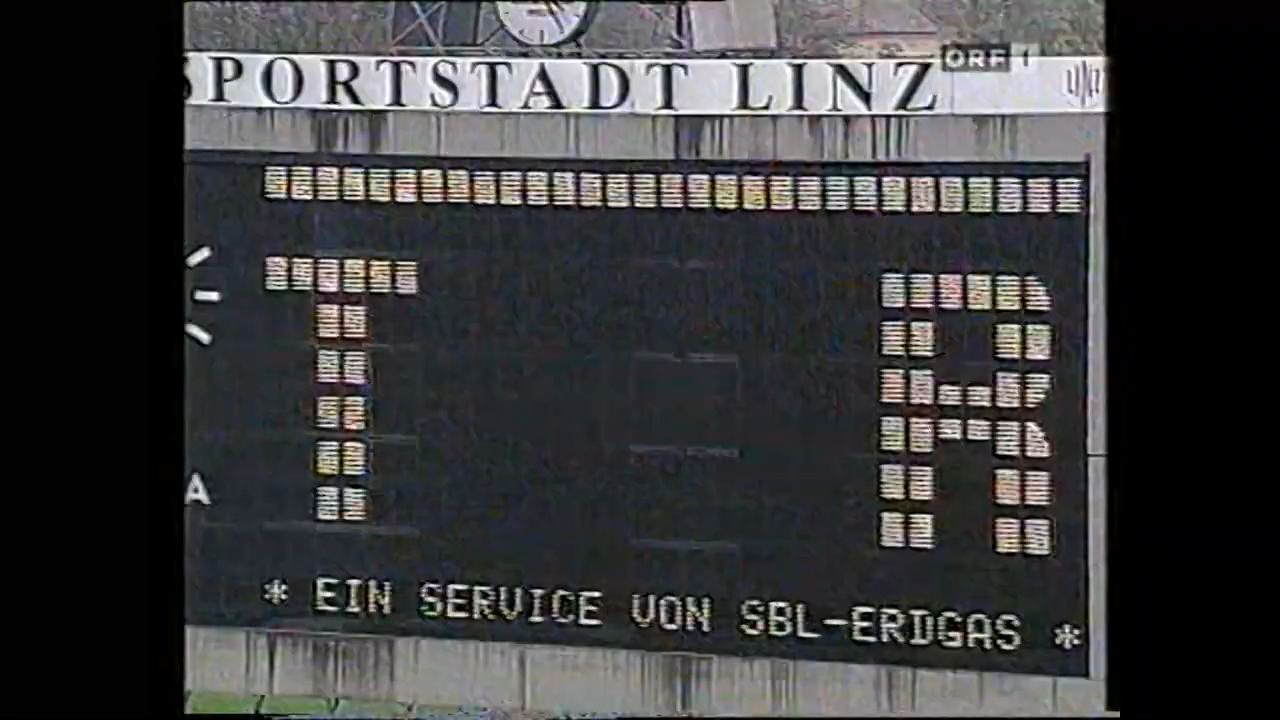 SPORTSTADT LINZ
ORF 1
T R
A
* EIN SERVICE VON SBL-ERDGAS *